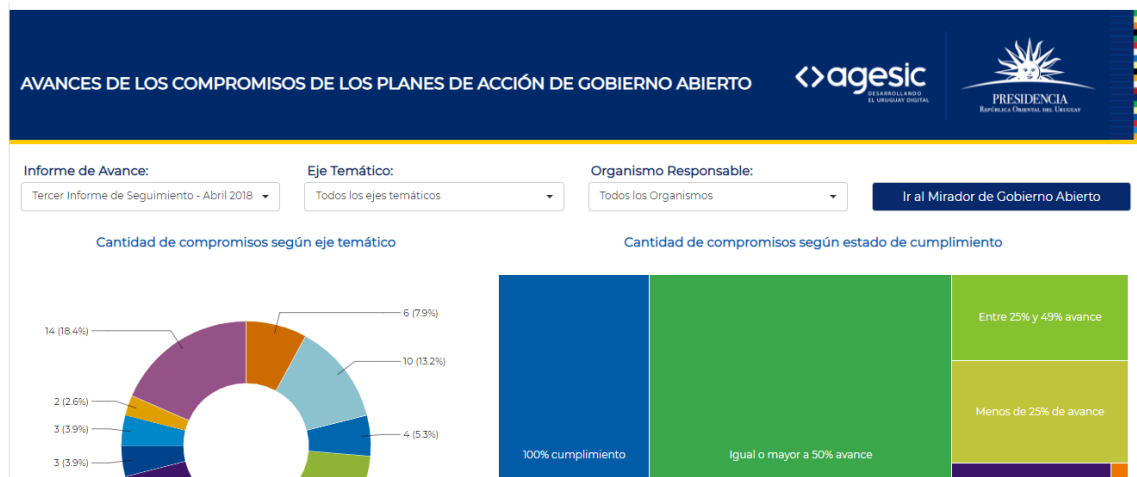 AVANCES DE LOS COMPROMISOS DE LOS PLANES DE ACCIÓN DE GOBIERNO ABIERTO
agesic
DESARROLLANDO
EL URUGUAY DIGITAL
PRESIDENCIA
REPÚBLICA ORIENTAL DEL URUGUAY
Informe de Avance:
Eje Temático:
Organismo Responsable:
Tercer Informe de Seguimiento - Abril 2018
Todos los ejes temáticos
Todos los Organismos
Ir al Mirador de Gobierno Abierto
Cantidad de compromisos según eje temático
Cantidad de compromisos según estado de cumplimiento
14 (18.4%)
6 (7.9%)
10 (13.2%)
2 (2.6%)
3 (3.9%)
4 (5.3%)
3 (3.9%)
Entre 25% y 49% avance
Menos de 25% de avance
100% cumplimiento
Igual o mayor a 50% avance